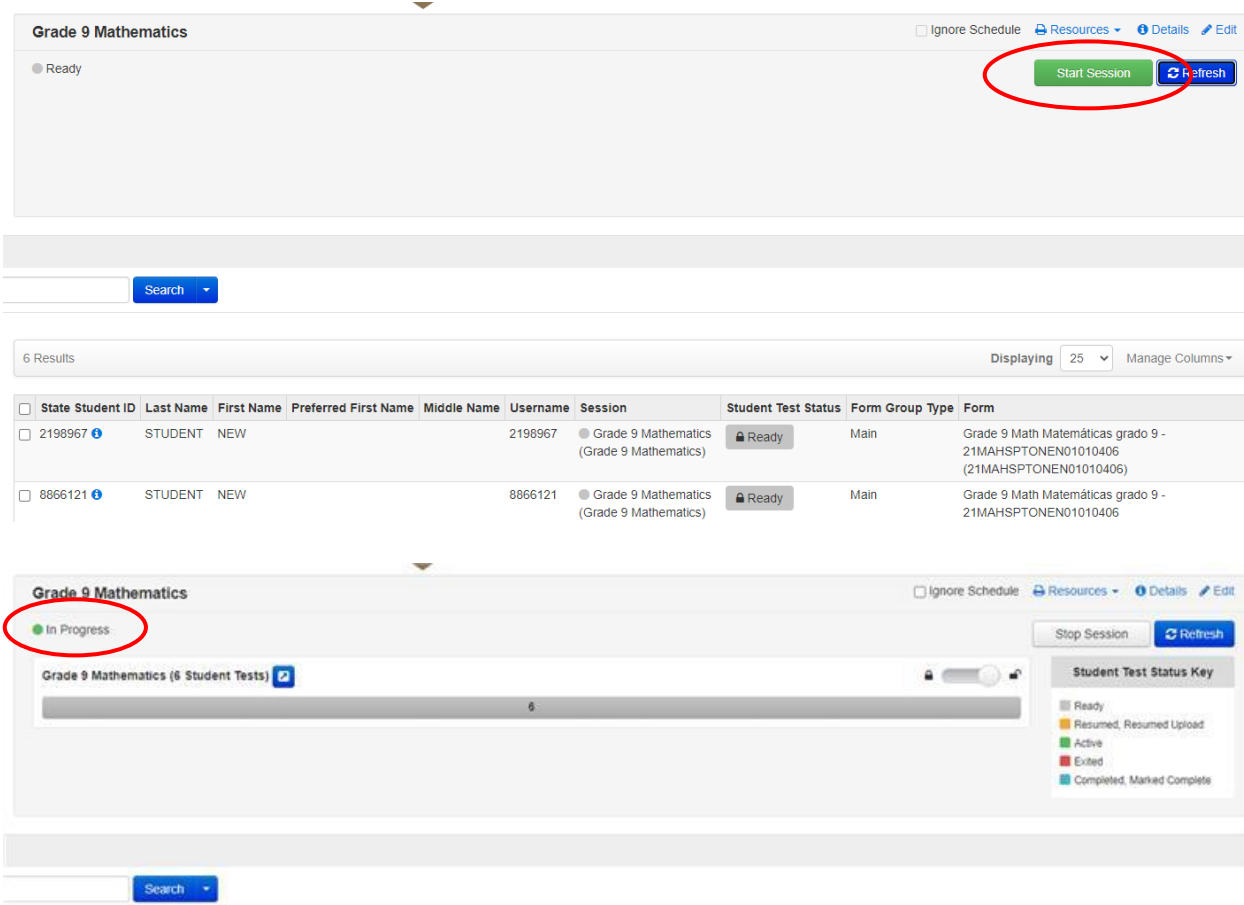 Grade 9 Mathematics
Ignore Schedule Resources Details Edit
Ready
Start Session Refresh
Search
6 Results
Displaying 25 Manage Columns
State Student ID Last Name First Name Preferred First Name Middle Name Username Session Student Test Status Form Group Type Form
2198967 STUDENT NEW 2198967 Grade 9 Mathematics Ready Main Grade 9 Math Matemáticas grado 9 -
(Grade 9 Mathematics) 21MAHSPTONEN01010406
(21MAHSPTONEN01010406)
8866121 STUDENT NEW 8866121 Grade 9 Mathematics Ready Main Grade 9 Math Matemáticas grado 9 -
(Grade 9 Mathematics) 21MAHSPTONEN01010406
Grade 9 Mathematics
Ignore Schedule Resources Details Edit
In Progress
Stop Session Refresh
Grade 9 Mathematics (6 Student Tests)
6
Student Test Status Key
Ready
Resumed, Resumed Upload
Active
Exited
Completed, Marked Complete
Search